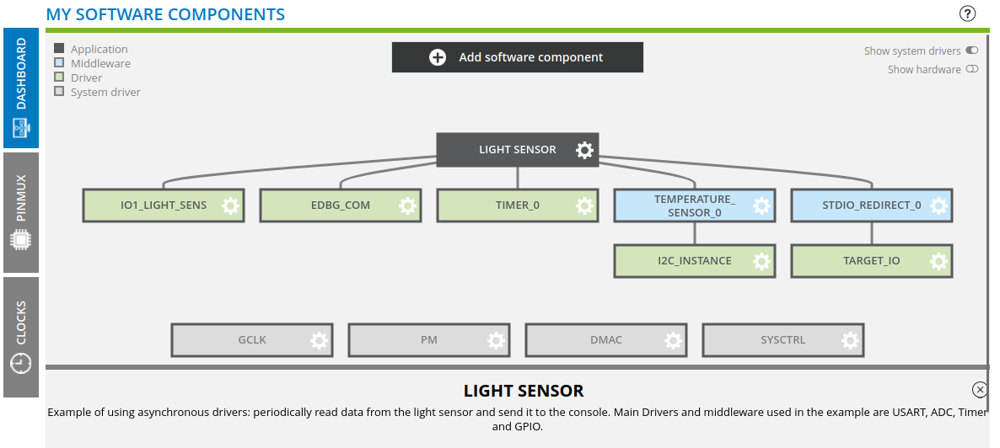 MY SOFTWARE COMPONENTS
?
DASHBOARD
PINMUX
CLOCKS
Application
Middleware
Driver
System driver
Add software component
Show system drivers
Show hardware
LIGHT SENSOR
IO1_LIGHT_SENS
EDBG_COM
TIMER_0
TEMPERATURE_
SENSOR_0
STDIO_REDIRECT_0
I2C_INSTANCE
TARGET_IO
GCLK
PM
DMAC
SYSCTRL
LIGHT SENSOR
Example of using asynchronous drivers: periodically read data from the light sensor and send it to the console. Main Drivers and middleware used in the example are USART, ADC, Timer
and GPIO.